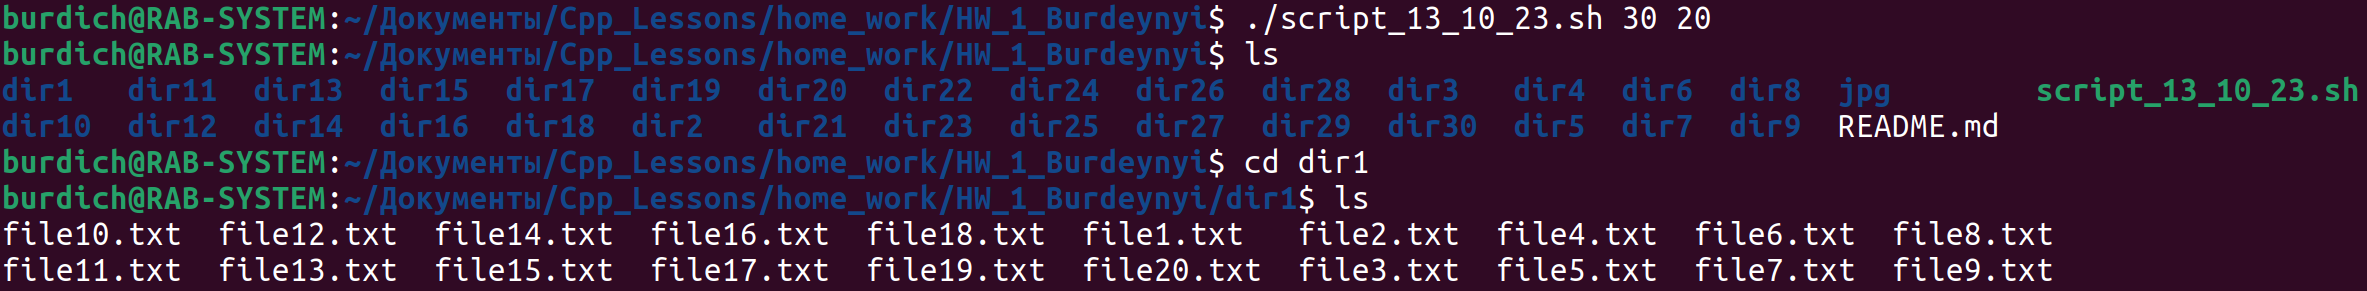 burdich@RAB-SYSTEM:~/Документы/Cpp_Lessons/home_work/HW_1_Burdeynyi$ ./script_13_10_23.sh 30 20
burdich@RAB-SYSTEM:~/Документы/Cpp_Lessons/home_work/HW_1_Burdeynyi$ ls
dir1   dir11  dir13  dir15  dir17  dir19  dir20  dir22  dir24  dir26  dir28  dir3   dir4  dir6  dir8  jpg        script_13_10_23.sh
dir10  dir12  dir14  dir16  dir18  dir2   dir21  dir23  dir25  dir27  dir29  dir30  dir5  dir7  dir9  README.md
burdich@RAB-SYSTEM:~/Документы/Cpp_Lessons/home_work/HW_1_Burdeynyi$ cd dir1
burdich@RAB-SYSTEM:~/Документы/Cpp_Lessons/home_work/HW_1_Burdeynyi/dir1$ ls
file10.txt  file12.txt  file14.txt  file16.txt  file18.txt  file1.txt   file2.txt  file4.txt  file6.txt  file8.txt
file11.txt  file13.txt  file15.txt  file17.txt  file19.txt  file20.txt  file3.txt  file5.txt  file7.txt  file9.txt